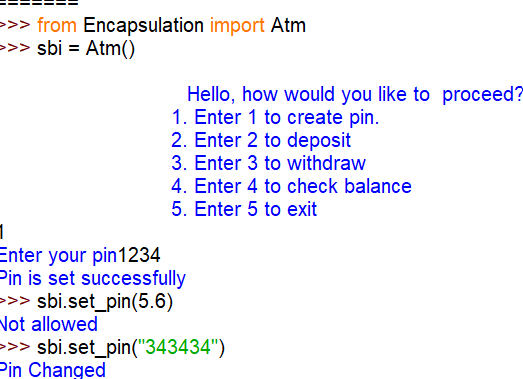 =======
>>> from Encapsulation import Atm
>>> sbi = Atm()
Hello, how would you like to  proceed?
1. Enter 1 to create pin.
2. Enter 2 to deposit
3. Enter 3 to withdraw
4. Enter 4 to check balance
5. Enter 5 to exit
1
Enter your pin1234
Pin is set successfully
>>> sbi.set_pin(5.6)
Not allowed
>>> sbi.set_pin("343434")
Pin Changed